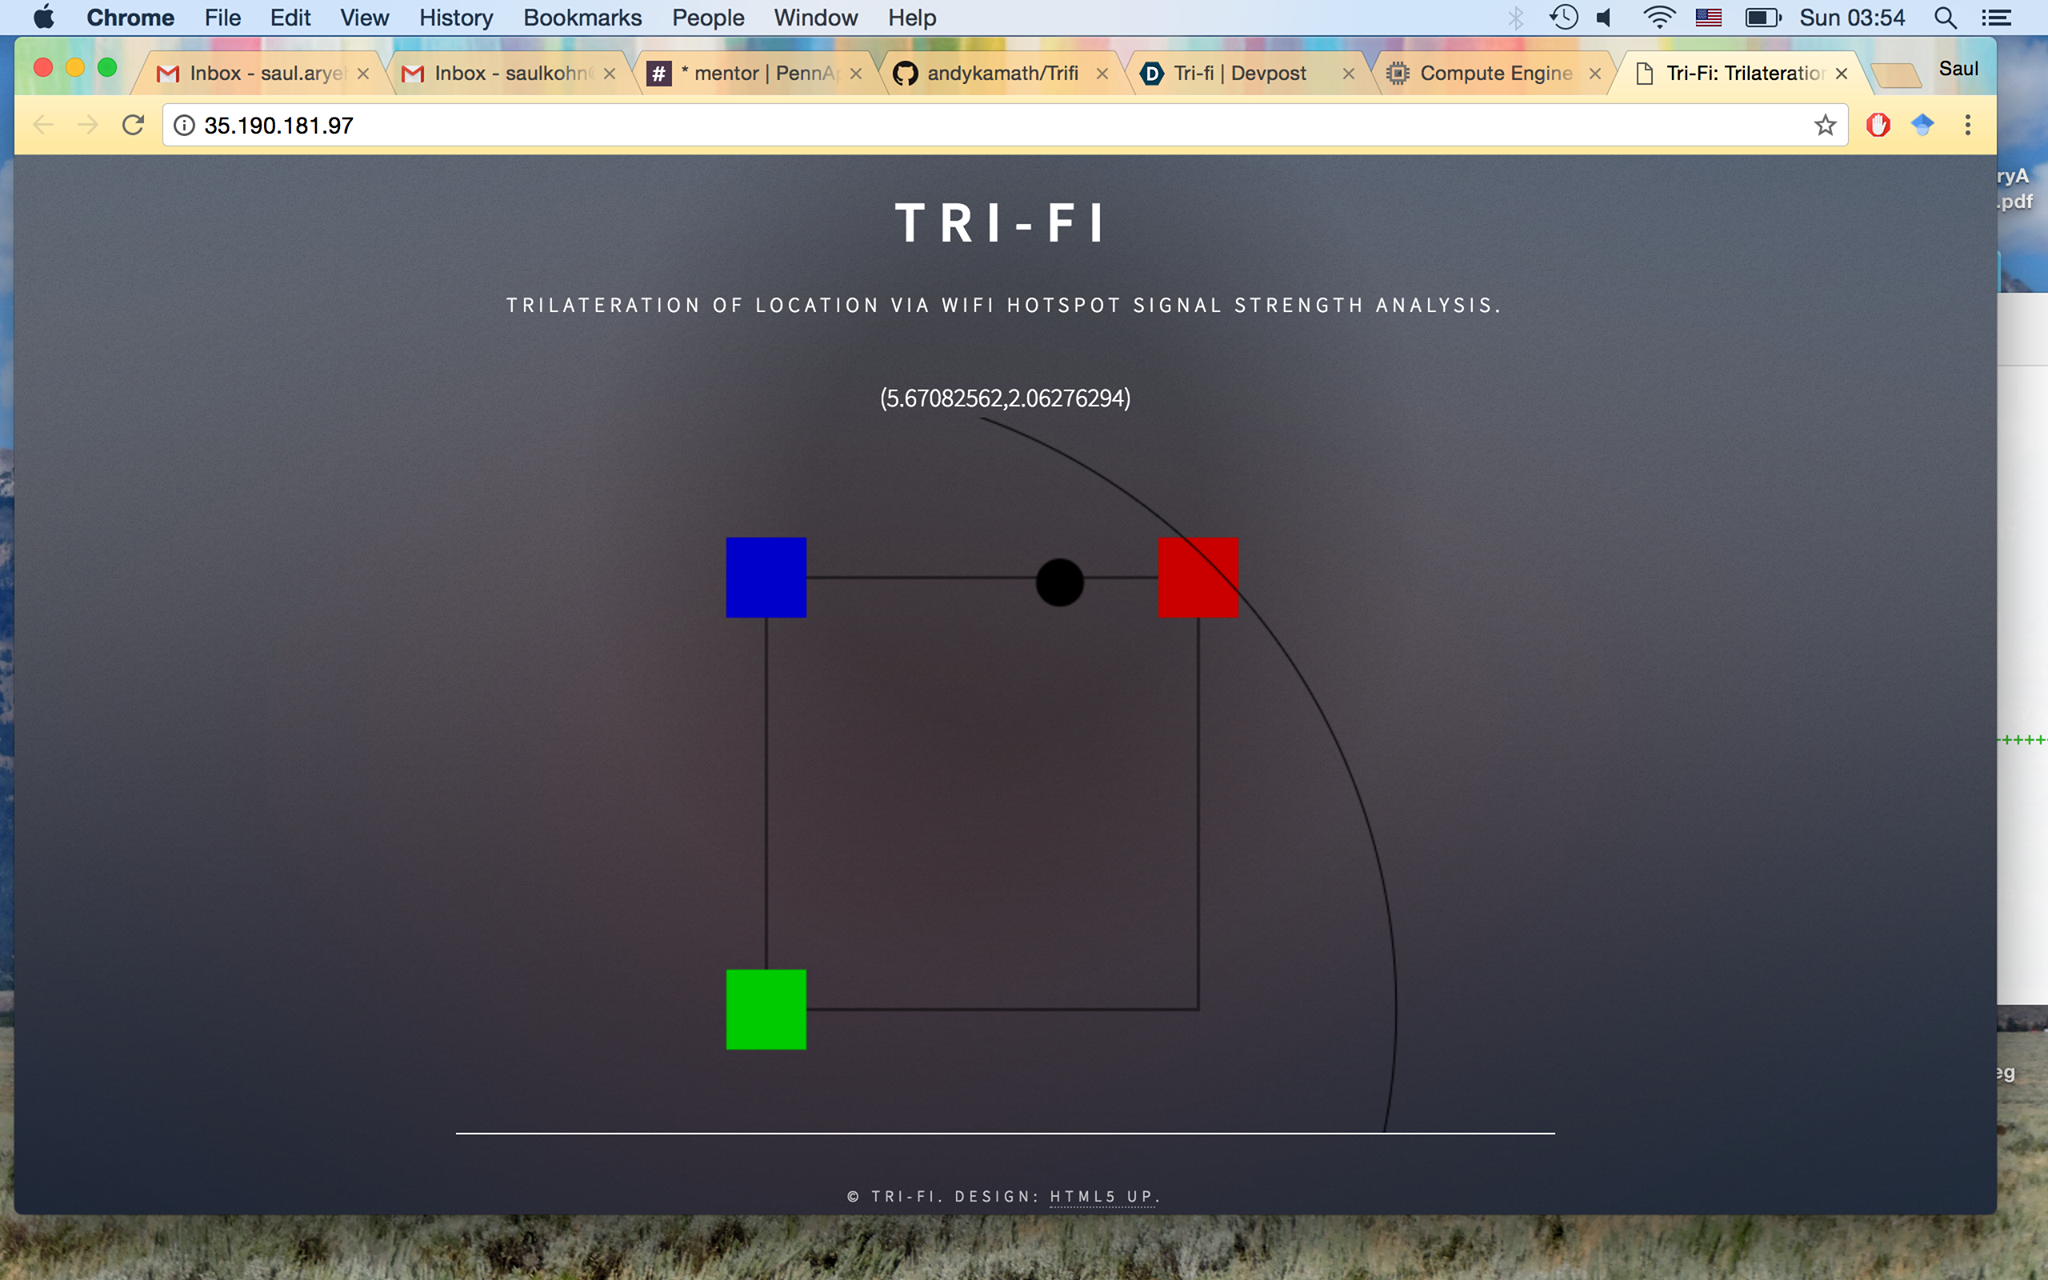 Chrome File Edit View History Bookmarks People Window Help Sun 03:54
Inbox - saul.arye Inbox - saulkohn@ # * mentor | PennAp andykamath/Trifi D Tri-fi | Devpost Compute Engine Tri-Fi: Trilateration Saul
35.190.181.97
ryA
.pdf
TRI-FI
TRILATERATION OF LOCATION VIA WIFI HOTSPOT SIGNAL STRENGTH ANALYSIS.
(5.67082562,2.06276294)
+++++
eg
© TRI-FI. DESIGN: HTML5 UP.